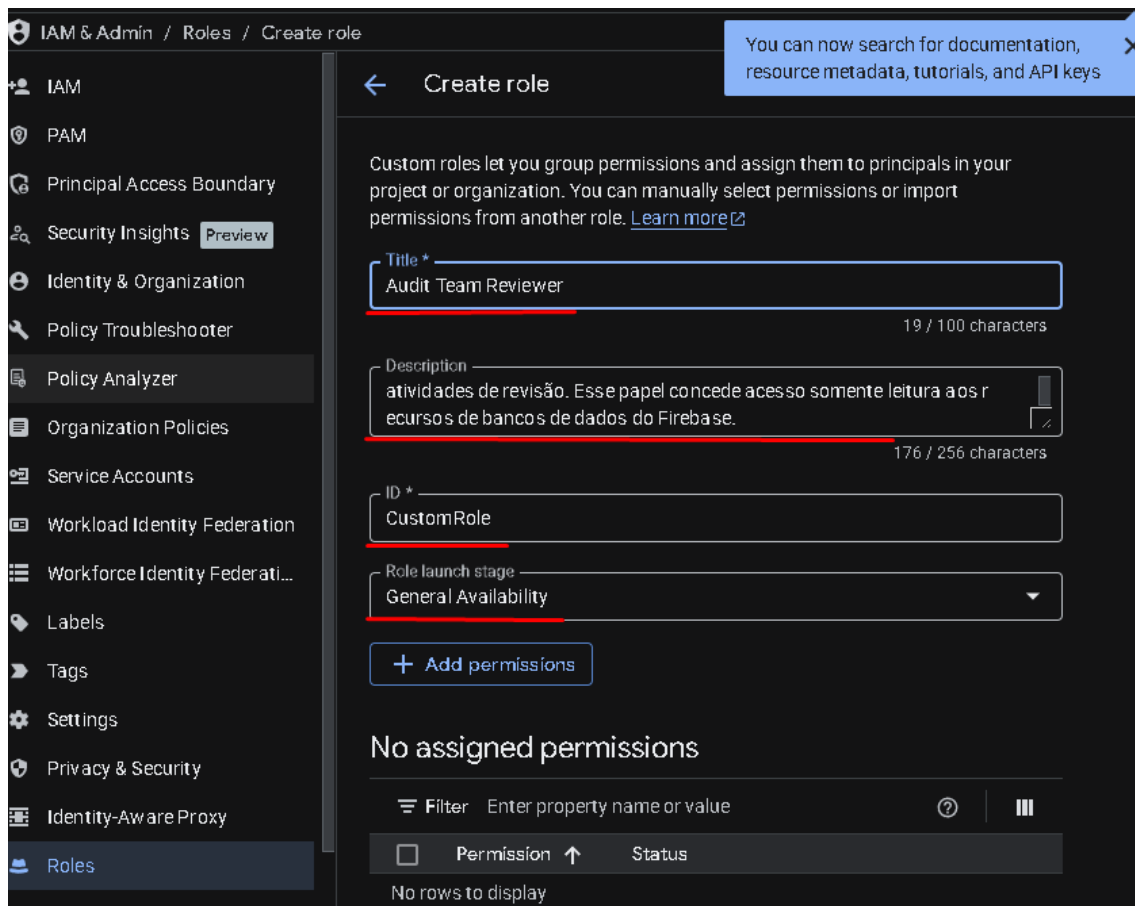 IAM & Admin / Roles / Create role
You can now search for documentation,
resource metadata, tutorials, and API keys
IAM
PAM
Principal Access Boundary
Security Insights Preview
Identity & Organization
Policy Troubleshooter
Policy Analyzer
Organization Policies
Service Accounts
Workload Identity Federation
Workforce Identity Federati...
Labels
Tags
Settings
Privacy & Security
Identity-Aware Proxy
Roles
Create role
Custom roles let you group permissions and assign them to principals in your
project or organization. You can manually select permissions or import
permissions from another role. Learn more
Title *
Audit Team Reviewer
19 / 100 characters
Description
atividades de revisão. Esse papel concede acesso somente leitura aos r
ecursos de bancos de dados do Firebase.
176 / 256 characters
ID *
CustomRole
Role launch stage
General Availability
+ Add permissions
No assigned permissions
Filter Enter property name or value
Permission Status
No rows to display